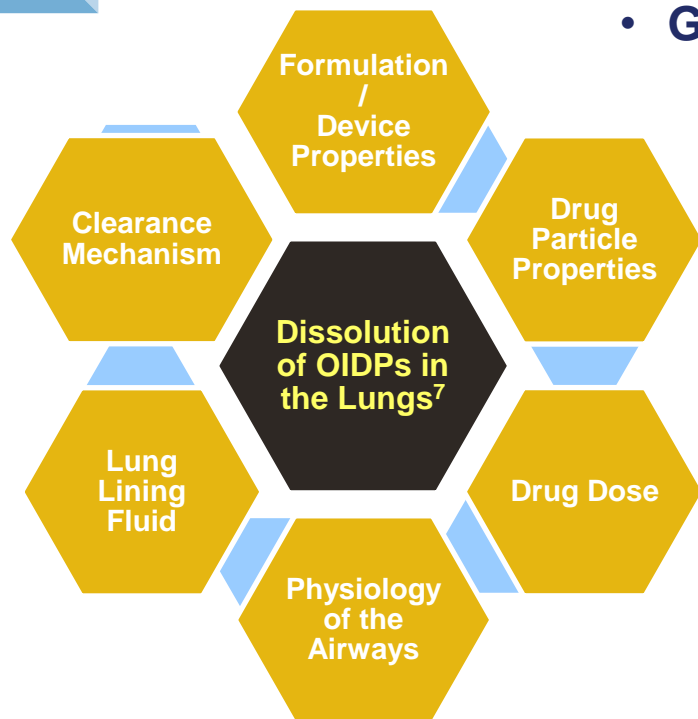 • G
Formulation
/
Device
Properties
Clearance
Mechanism
Drug
Particle
Properties
Dissolution
of OIDPs in
the Lungs⁷
Lung
Lining
Fluid
Drug Dose
Physiology
of the
Airways